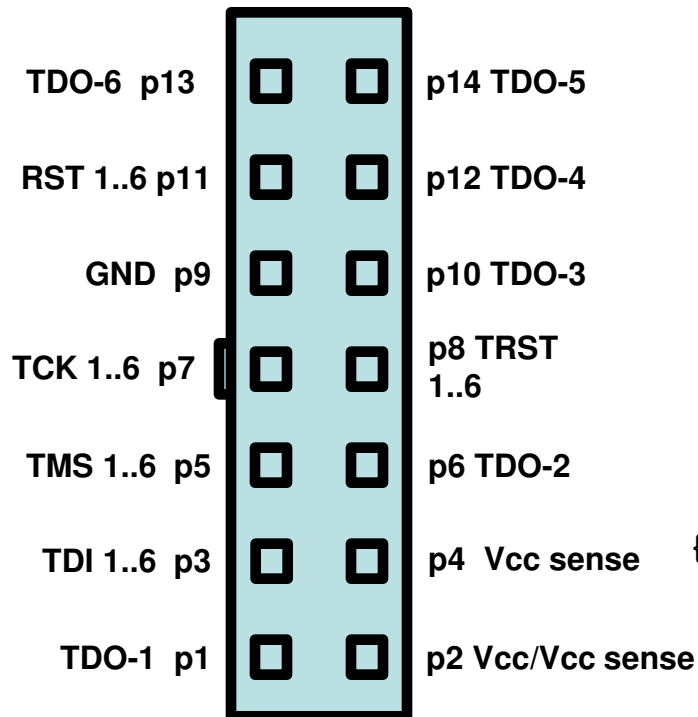 TDO-6 p13 p14 TDO-5
RST 1..6 p11 p12 TDO-4
GND p9 p10 TDO-3
TCK 1..6 p7 p8 TRST
1..6
TMS 1..6 p5 p6 TDO-2
TDI 1..6 p3 p4 Vcc sense
TDO-1 p1 p2 Vcc/Vcc sense